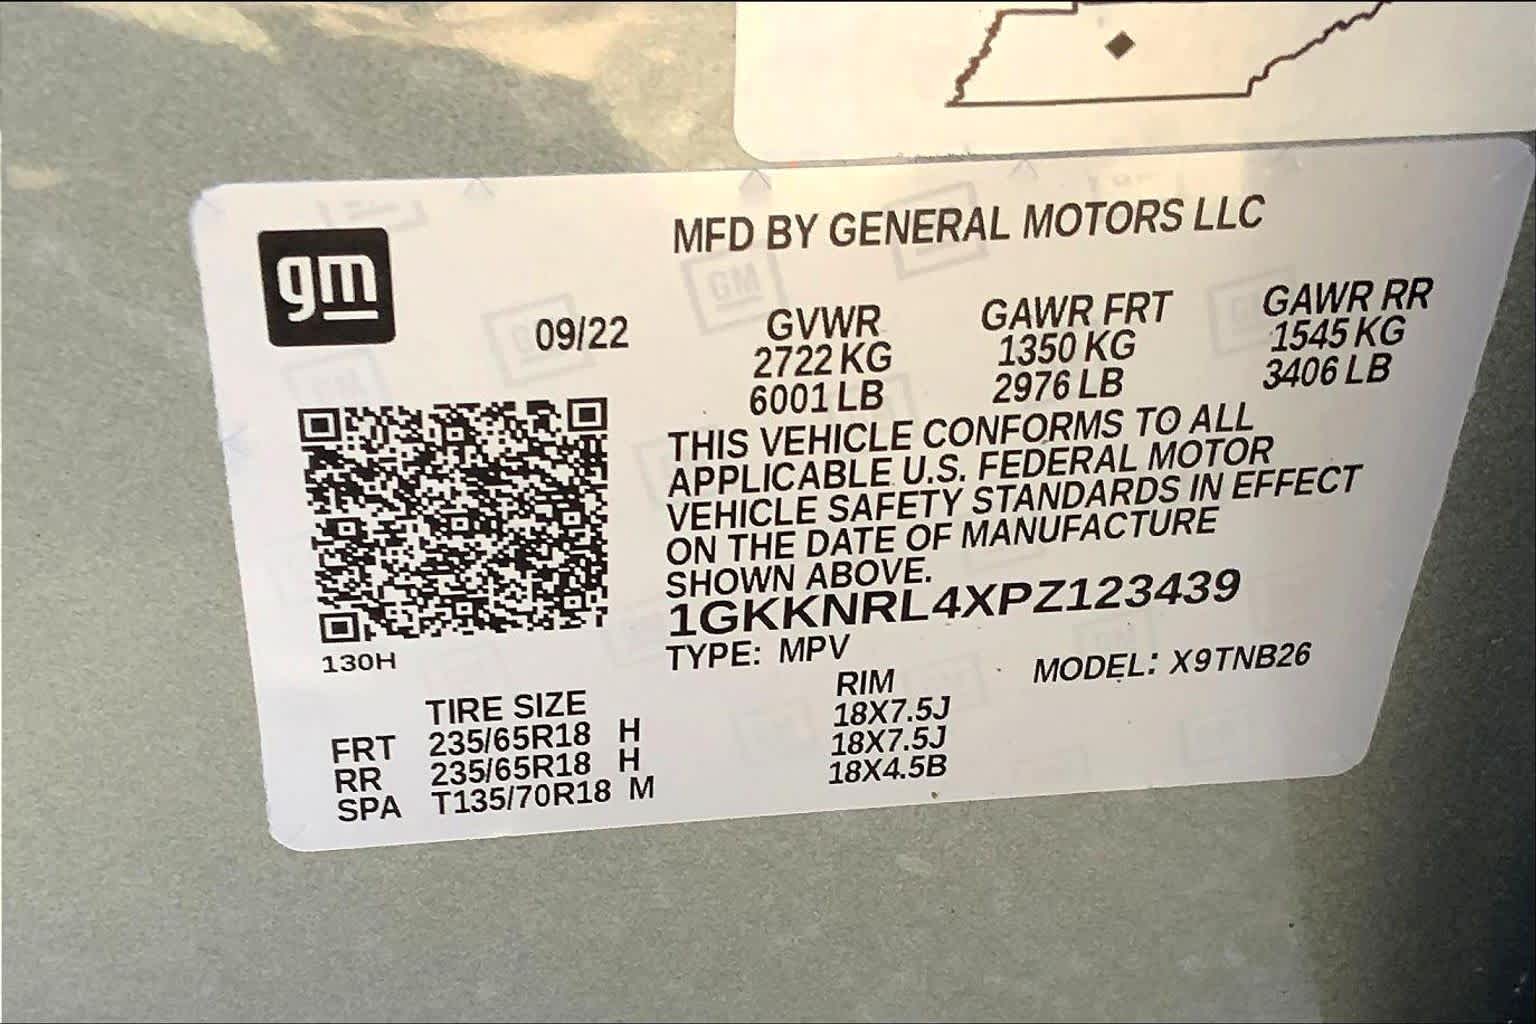 gm
MFD BY GENERAL MOTORS LLC
09/22
GVWR GAWR FRT GAWR RR
2722 KG 1350 KG 1545 KG
6001 LB 2976 LB 3406 LB
THIS VEHICLE CONFORMS TO ALL
APPLICABLE U.S. FEDERAL MOTOR
VEHICLE SAFETY STANDARDS IN EFFECT
ON THE DATE OF MANUFACTURE
SHOWN ABOVE.
1GKKNRL4XPZ123439
130H
TYPE: MPV MODEL: X9TNB26
TIRE SIZE RIM
FRT 235/65R18 H 18X7.5J
RR 235/65R18 H 18X7.5J
SPA T135/70R18 M 18X4.5B